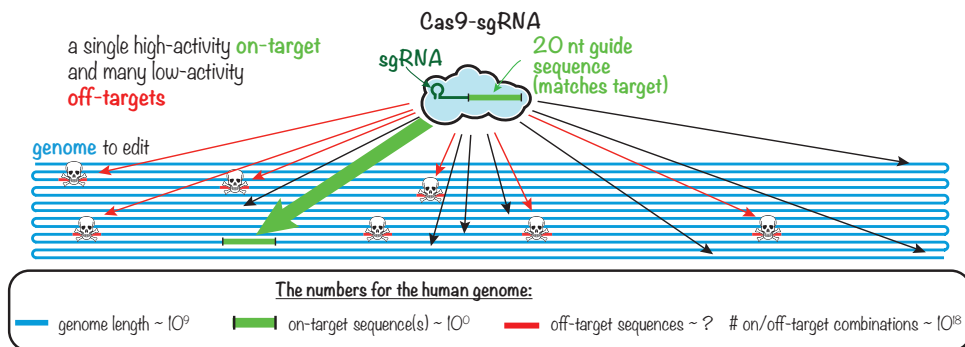 Cas9-sgRNA
a single high-activity on-target
and many low-activity
off-targets
sgRNA
20 nt guide
sequence
(matches target)
genome to edit
The numbers for the human genome:
genome length ~ 10⁹
on-target sequence(s) ~ 10⁰
off-target sequences ~ ?
# on/off-target combinations ~ 10¹⁸